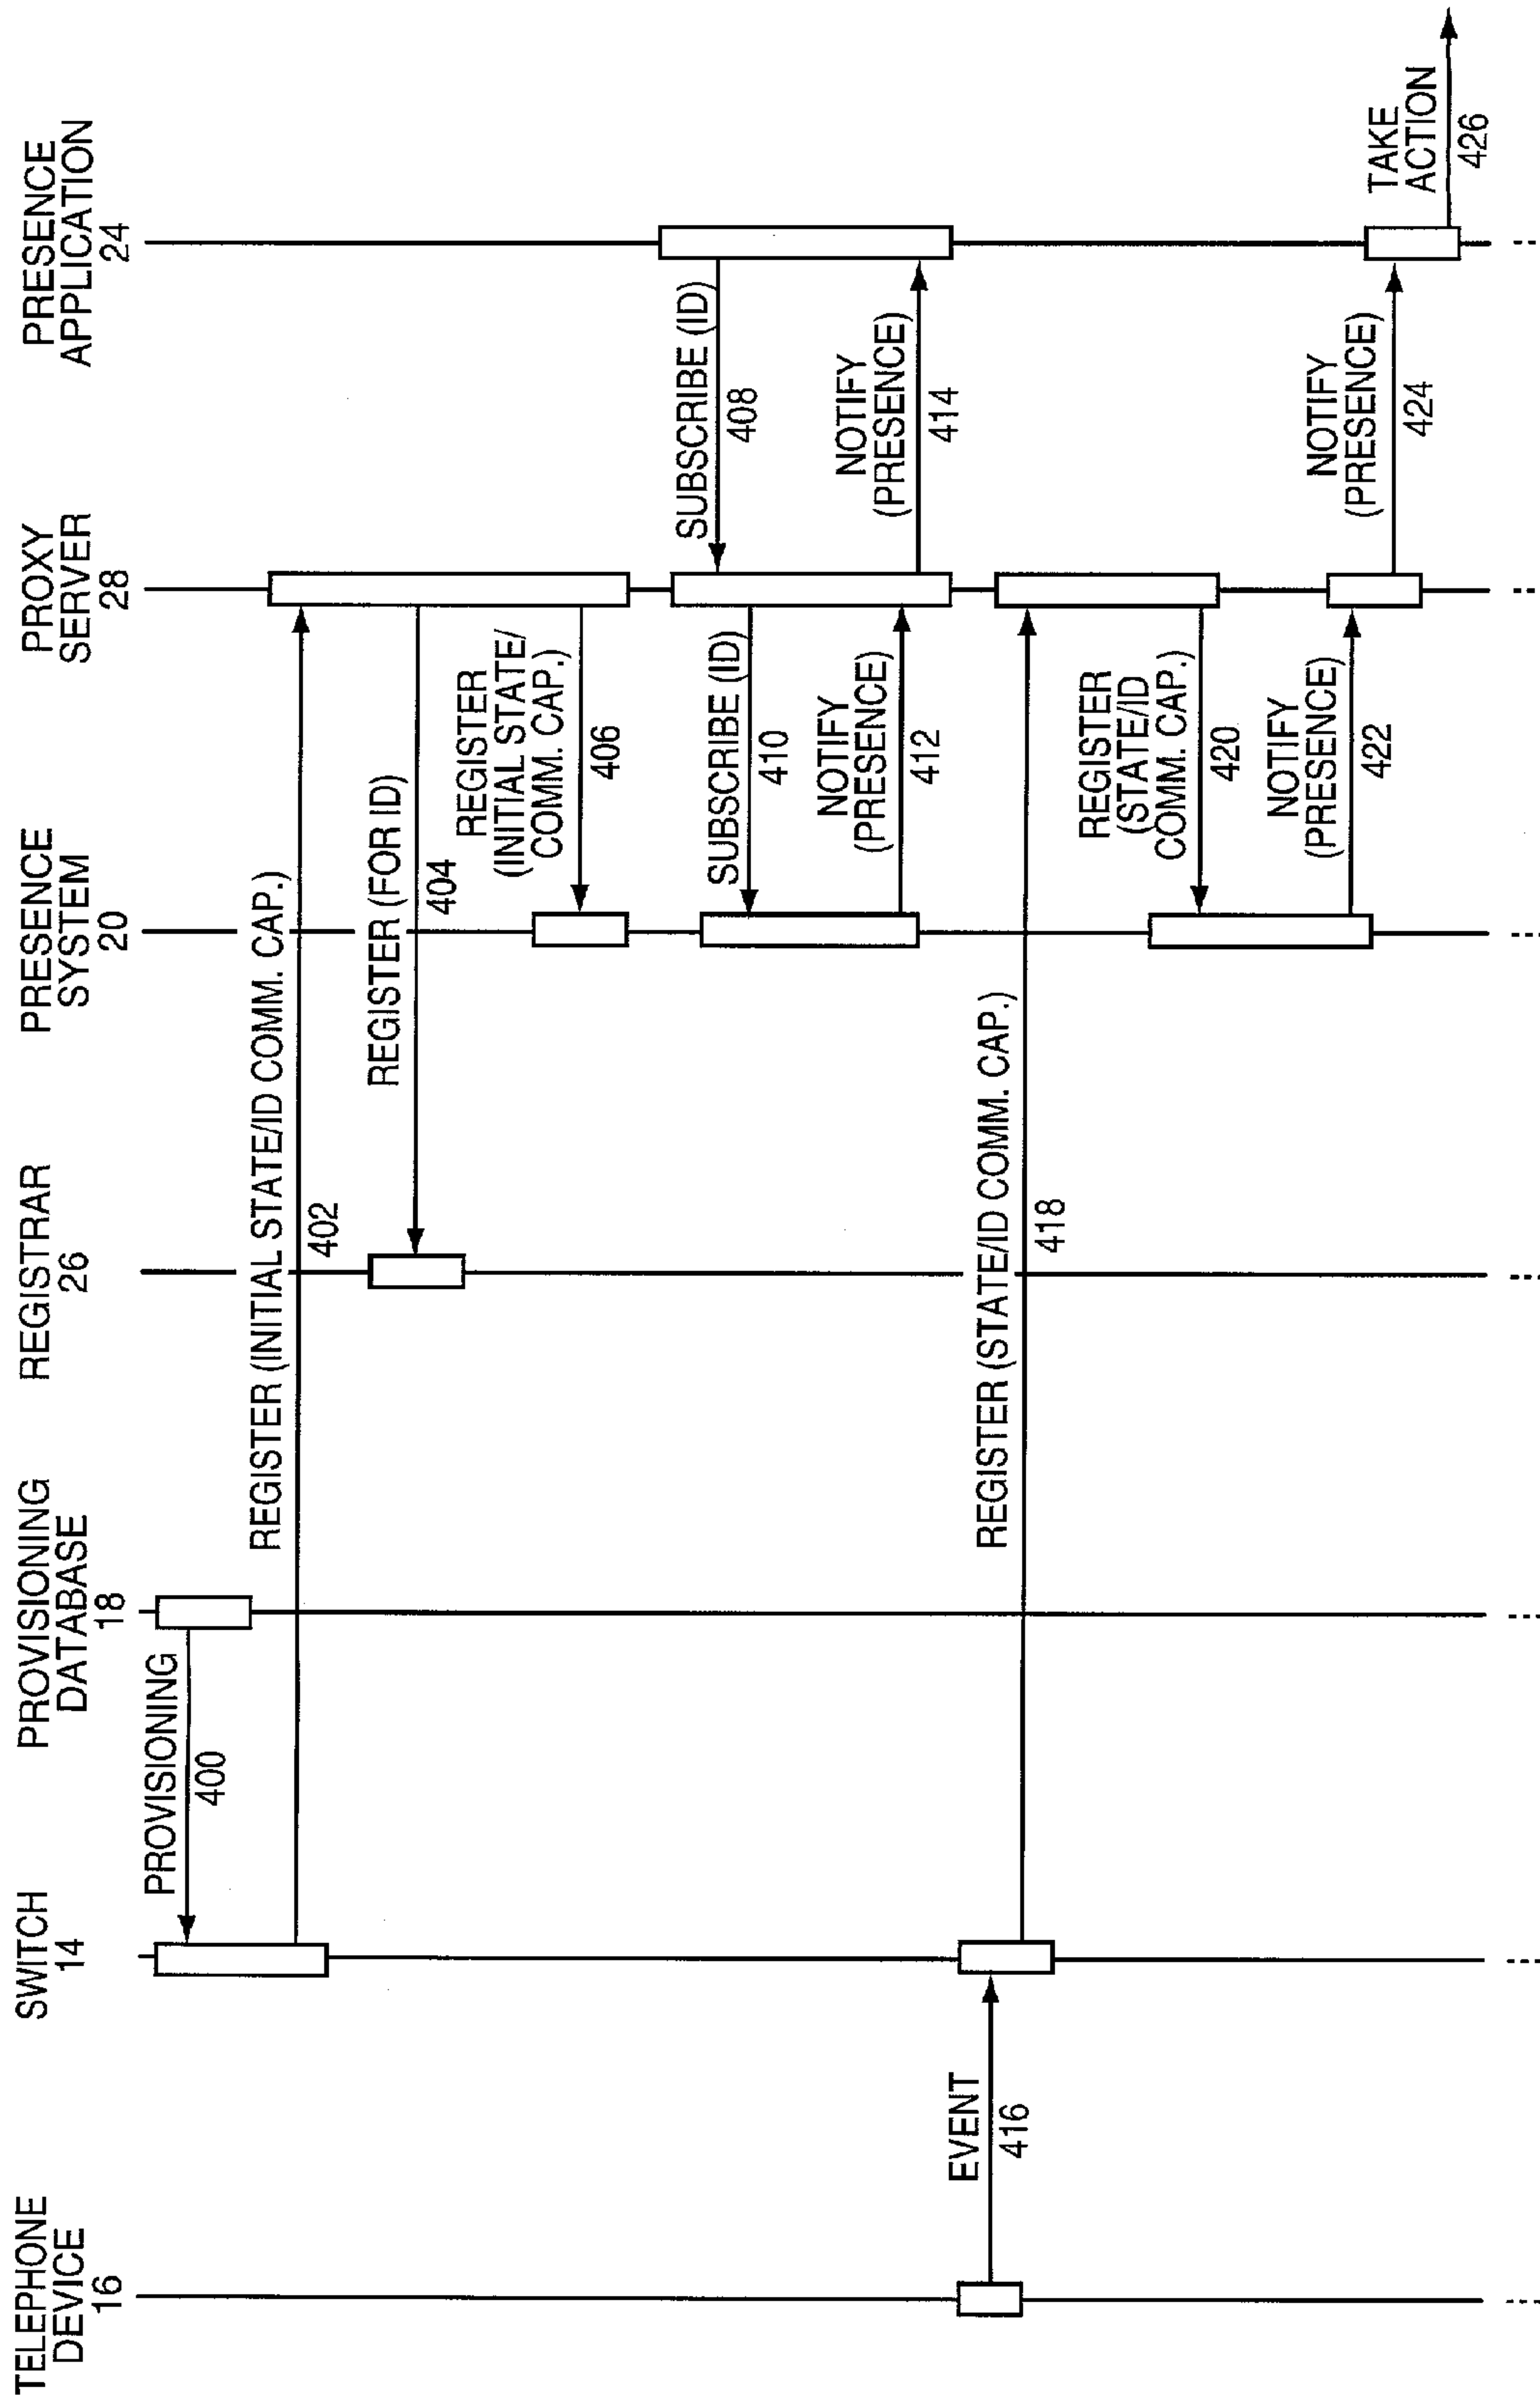 TELEPHONE
DEVICE
16
SWITCH
14
PROVISIONING
DATABASE
18
REGISTRAR
26
PRESENCE
SYSTEM
20
PROXY
SERVER
28
PRESENCE
APPLICATION
24
PROVISIONING
400
REGISTER (INITIAL STATE/ID COMM. CAP.)
402
REGISTER (FOR ID)
404
REGISTER
(INITIAL STATE/
COMM. CAP.)
406
SUBSCRIBE (ID)
408
SUBSCRIBE (ID)
410
NOTIFY
(PRESENCE)
412
NOTIFY
(PRESENCE)
414
EVENT
416
REGISTER (STATE/ID COMM. CAP.)
418
REGISTER
(STATE/ID
COMM. CAP.)
420
NOTIFY
(PRESENCE)
422
NOTIFY
(PRESENCE)
424
TAKE
ACTION
426